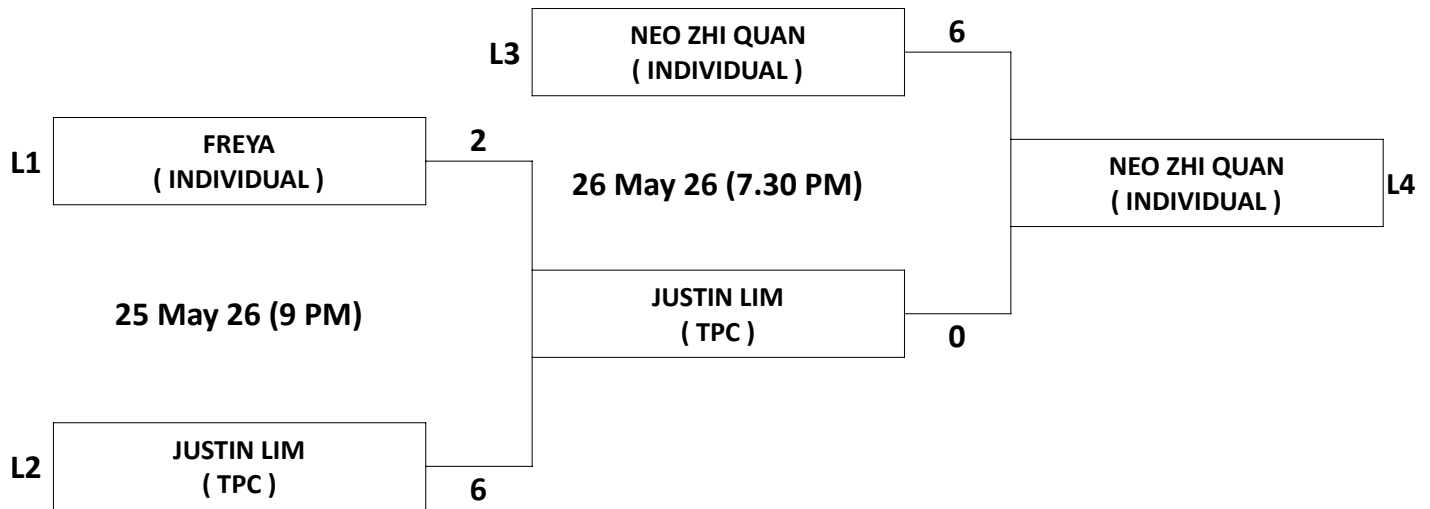 L3
NEO ZHI QUAN
( INDIVIDUAL )
6
L1
FREYA
( INDIVIDUAL )
2
26 May 26 (7.30 PM)
NEO ZHI QUAN
( INDIVIDUAL )
L4
25 May 26 (9 PM)
JUSTIN LIM
( TPC )
0
L2
JUSTIN LIM
( TPC )
6